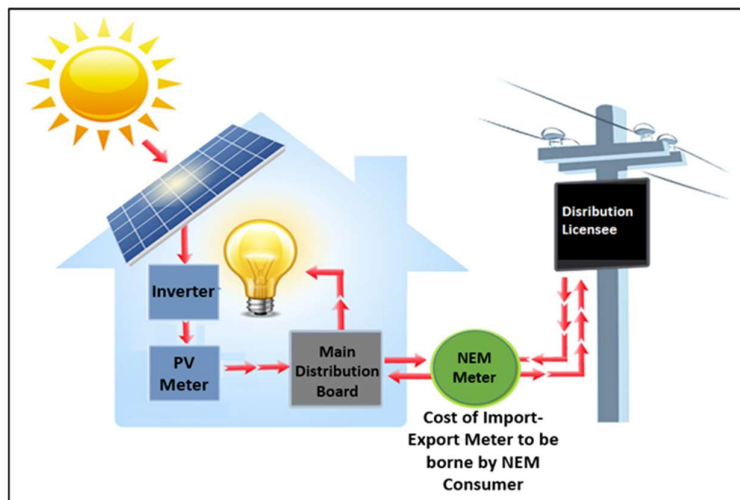 Disribution
Licensee
Inverter
PV
Meter
Main
Distribution
Board
NEM
Meter
Cost of Import-
Export Meter to be
borne by NEM
Consumer